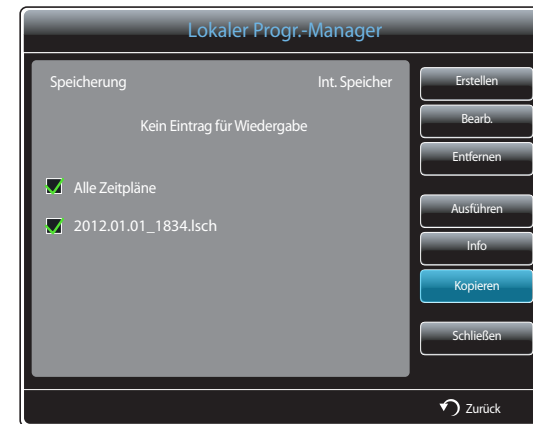 Lokaler Progr.-Manager
Speicherung Int. Speicher
Kein Eintrag für Wiedergabe
Alle Zeitpläne
2012.01.01_1834.lsch
Erstellen
Bearb.
Entfernen
Ausführen
Info
Kopieren
Schließen
Zurück